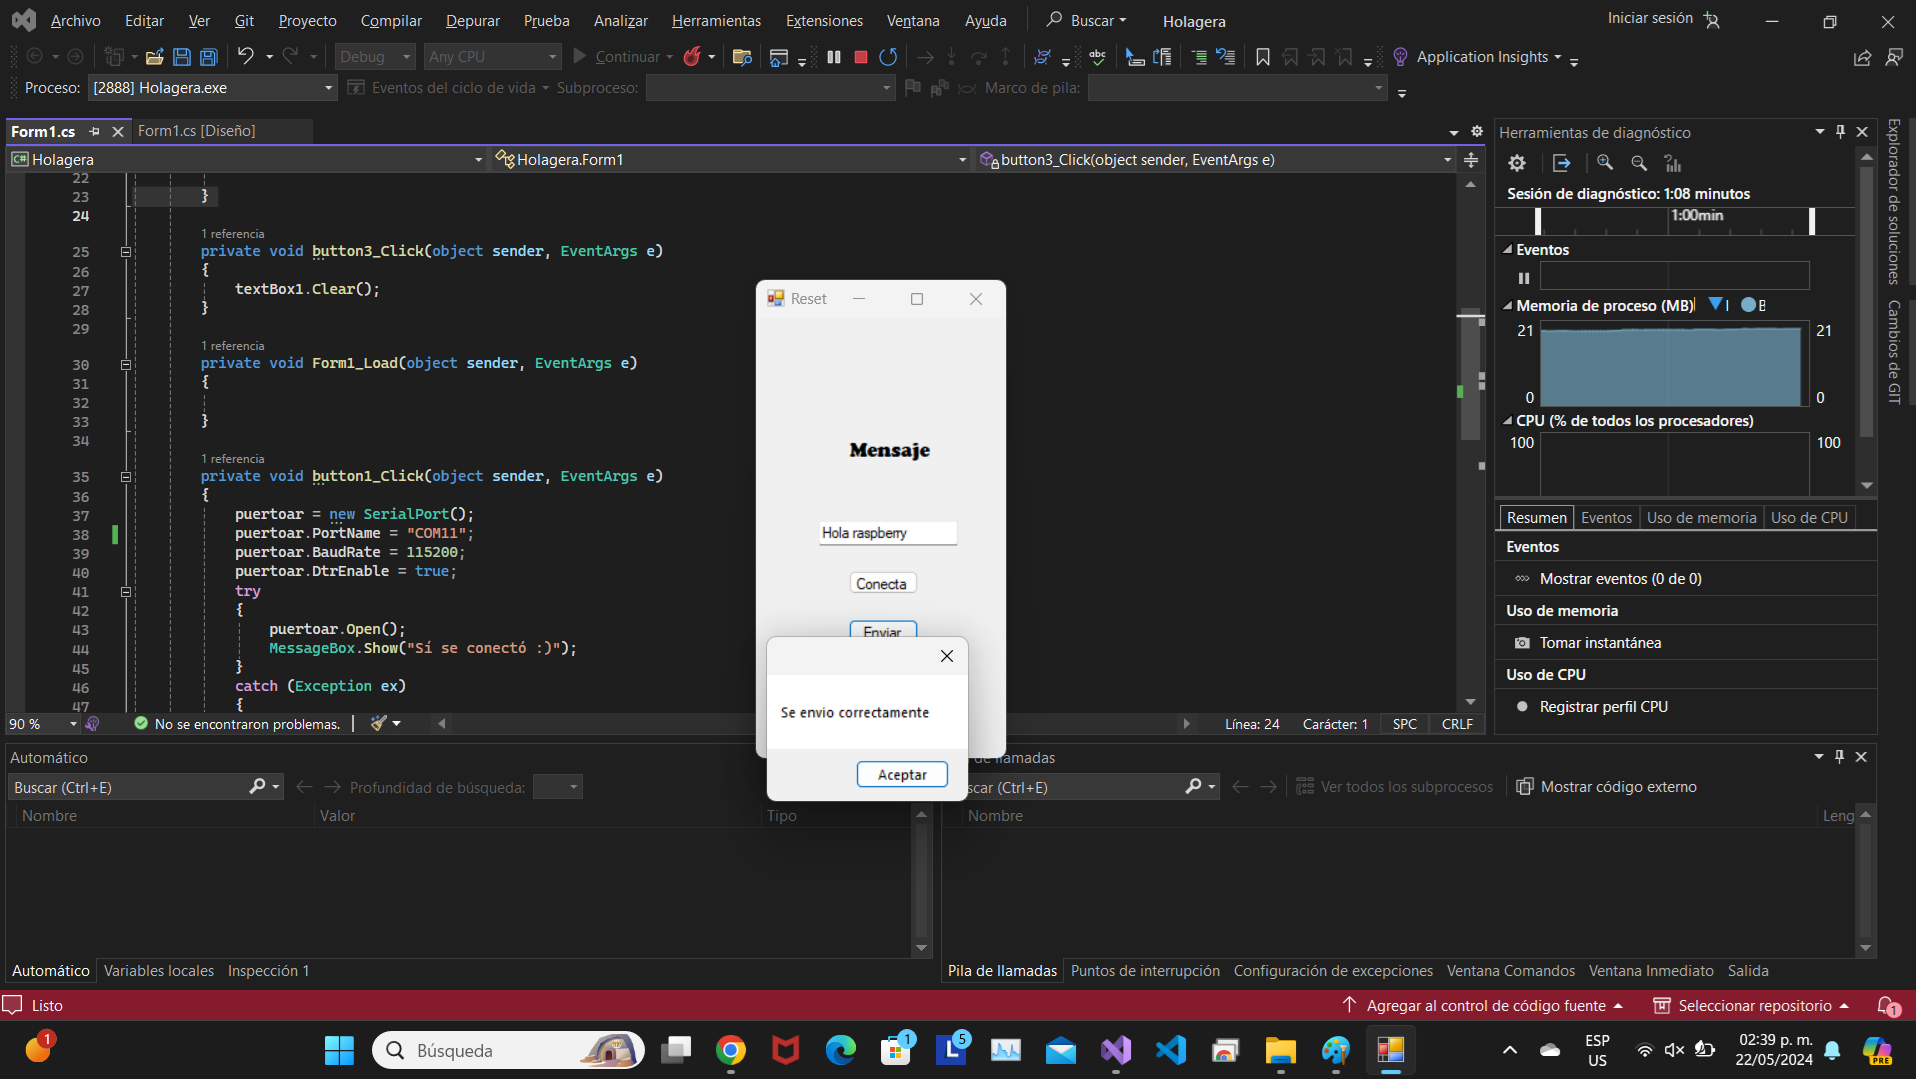 Archivo Editar Ver Git Proyecto Compilar Depurar Prueba Analizar Herramientas Extensiones Ventana Ayuda Buscar Holagera Iniciar sesión
Debug Any CPU Continuar abc Application Insights
Proceso: [2888] Holagera.exe Eventos del ciclo de vida Subproceso: Marco de pila:
Form1.cs Form1.cs [Diseño]
C# Holagera Holagera.Form1 button3_Click(object sender, EventArgs e)
22
23 }
24
1 referencia
25 private void button3_Click(object sender, EventArgs e)
26 {
27 textBox1.Clear();
28 }
29
1 referencia
30 private void Form1_Load(object sender, EventArgs e)
31 {
32
33 }
34
1 referencia
35 private void button1_Click(object sender, EventArgs e)
36 {
37 puertoar = new SerialPort();
38 puertoar.PortName = "COM11";
39 puertoar.BaudRate = 115200;
40 puertoar.DtrEnable = true;
41 try
42 {
43 puertoar.Open();
44 MessageBox.Show("Sí se conectó :)");
45 }
46 catch (Exception ex)
47 {
90 % No se encontraron problemas. Línea: 24 Carácter: 1 SPC CRLF
Reset
Mensaje
Hola raspberry
Conecta
Enviar
Se envio correctamente
Aceptar
Herramientas de diagnóstico
Sesión de diagnóstico: 1:08 minutos
1:00min
Eventos
Memoria de proceso (MB) I B
21 21
0 0
CPU (% de todos los procesadores)
100 100
Resumen Eventos Uso de memoria Uso de CPU
Eventos
Mostrar eventos (0 de 0)
Uso de memoria
Tomar instantánea
Uso de CPU
Registrar perfil CPU
Explorador de soluciones
Cambios de GIT
Automático
Buscar (Ctrl+E) Profundidad de búsqueda:
Nombre Valor Tipo
de llamadas
scar (Ctrl+E) Ver todos los subprocesos Mostrar código externo
Nombre Leng
Automático Variables locales Inspección 1
Pila de llamadas Puntos de interrupción Configuración de excepciones Ventana Comandos Ventana Inmediato Salida
Listo Agregar al control de código fuente Seleccionar repositorio 1
1 Búsqueda 1 L 5 ESP
US
02:39 p. m.
22/05/2024
PRE